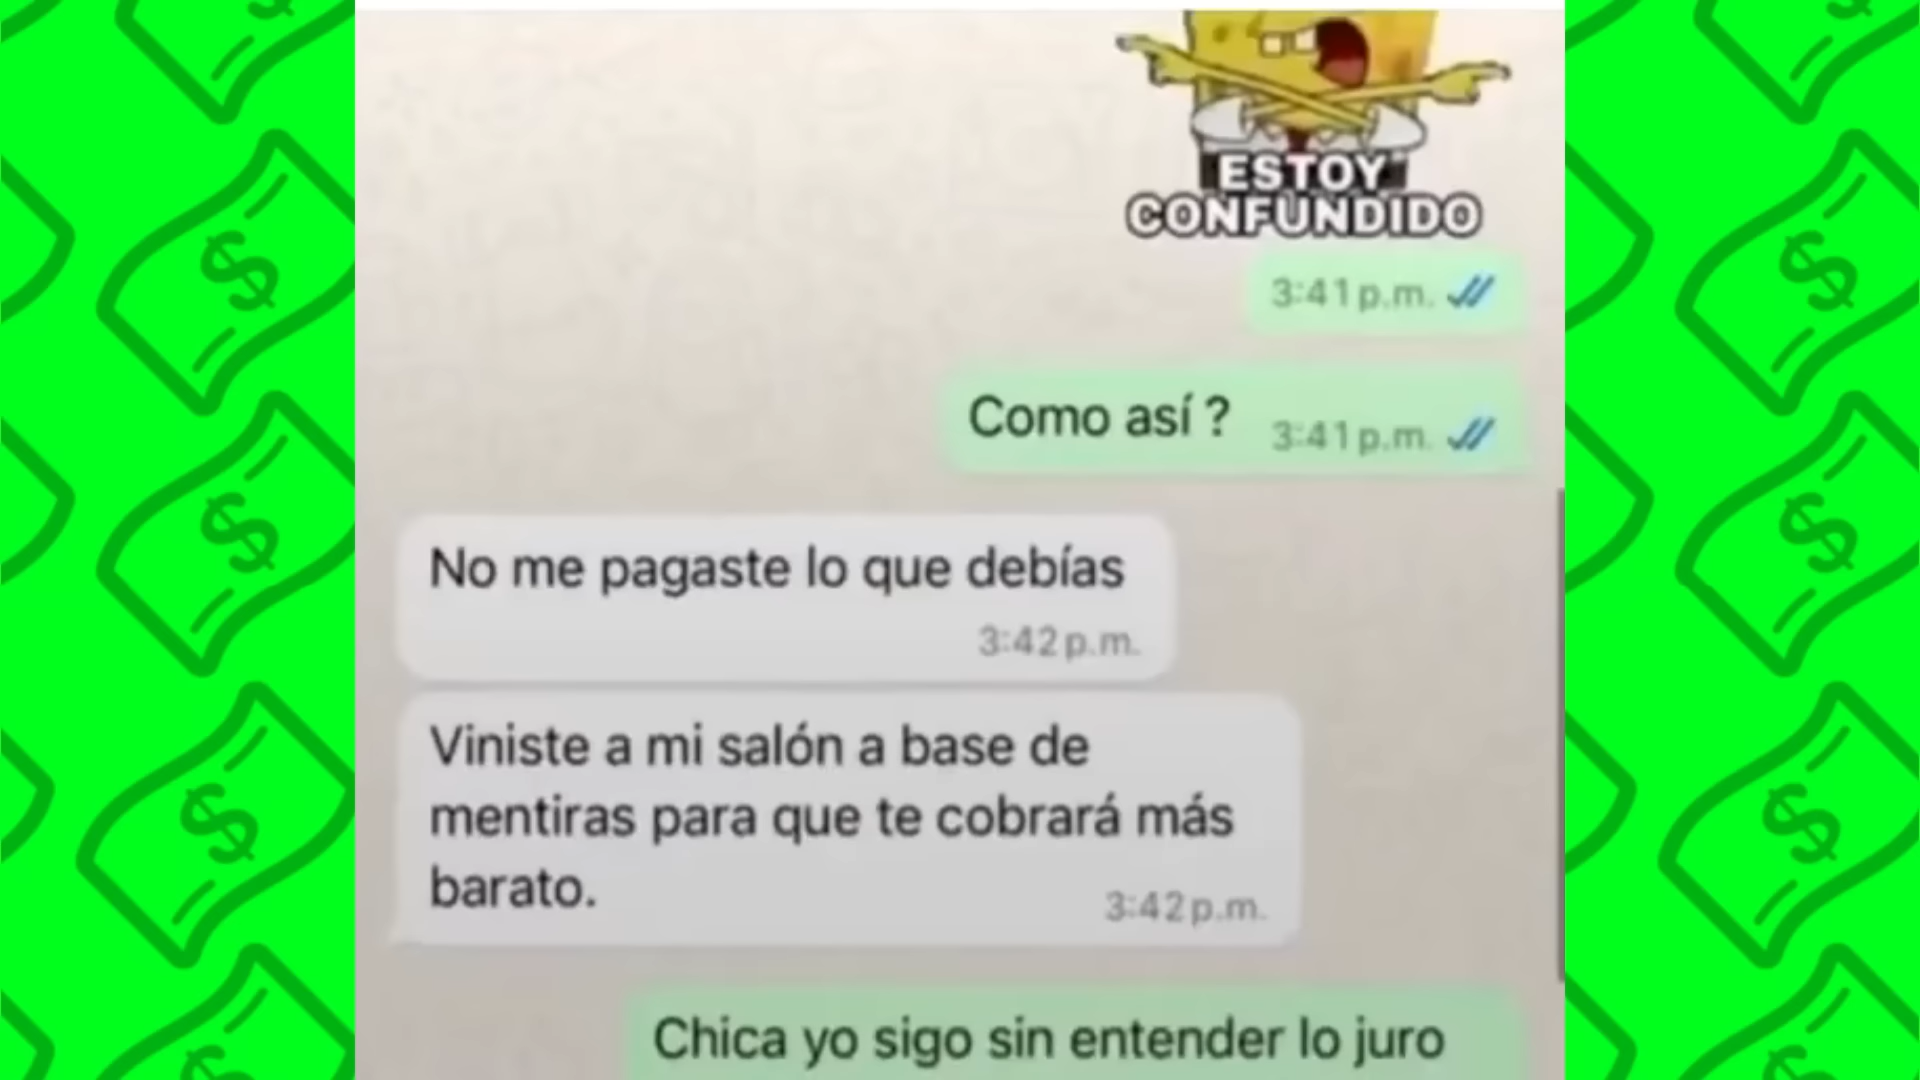 ESTOY
CONFUNDIDO
3:41 p.m.
Como así ? 3:41 p.m.
No me pagaste lo que debías
3:42 p.m.
Viniste a mi salón a base de
mentiras para que te cobrará más
barato. 3:42 p.m.
Chica yo sigo sin entender lo juro